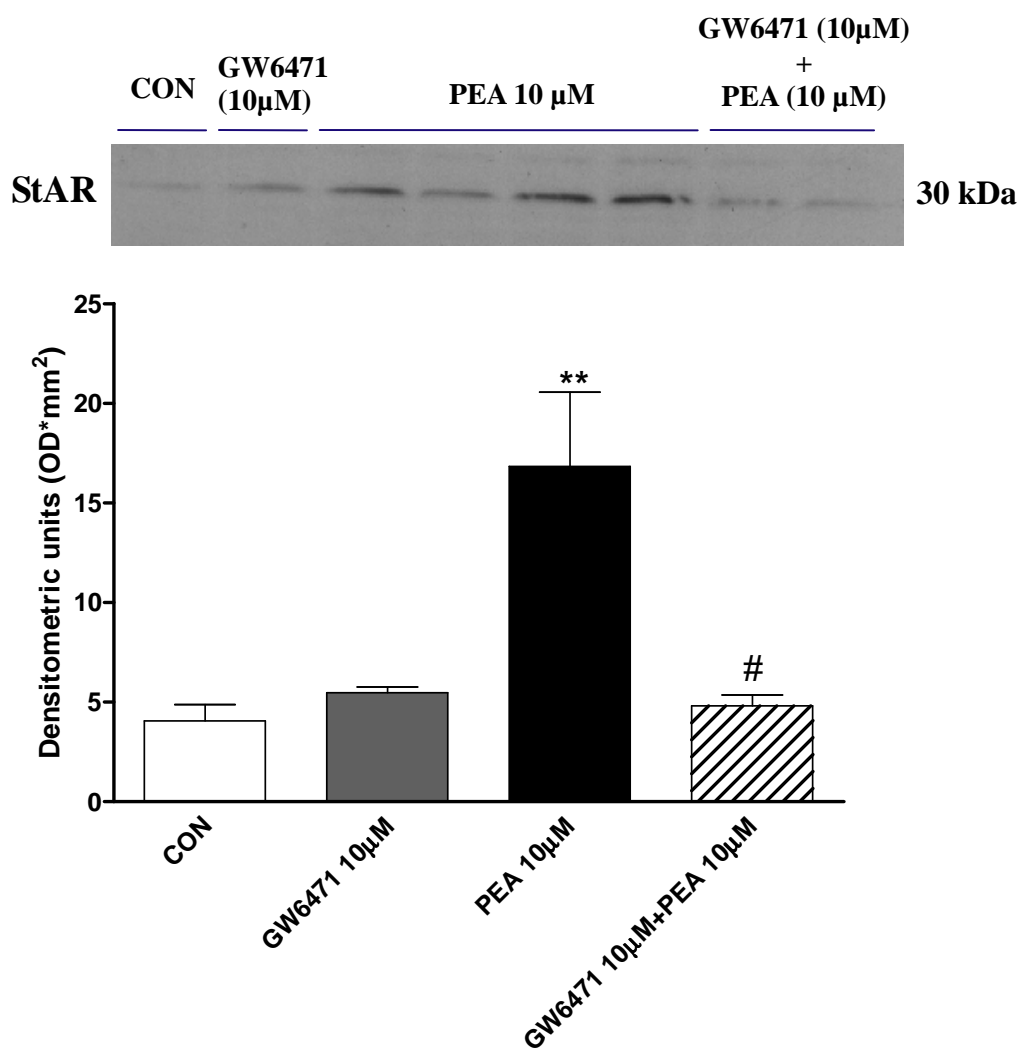 CON
GW6471
(10µM)
PEA 10 µM
GW6471 (10µM)
+
PEA (10 µM)
StAR
30 kDa
Densitometric units (OD*mm²)
25
20
15
10
5
0
**
#
CON
GW6471 10µM
PEA 10µM
GW6471 10µM+PEA 10µM